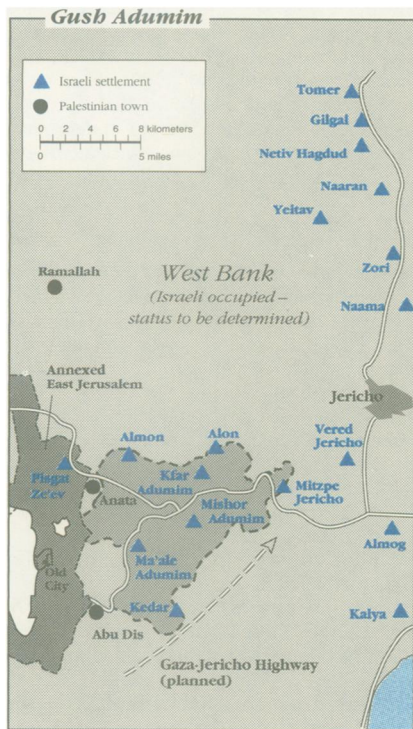 Gush Adumim
Israeli settlement
Palestinian town
0 2 4 6 8 kilometers
0 5 miles
Tomer
Gilgal
Netiv Hagdud
Naaran
Yeitav
Zori
Ramallah
West Bank
(Israeli occupied –
status to be determined)
Naama
Annexed
East Jerusalem
Jericho
Almon
Alon
Vered
Jericho
Pisgat
Ze'ev
Kfar
Adumim
Mitzpe
Jericho
Anata
Mishor
Adumim
Almog
Ma'ale
Adumim
Old
City
Kedar
Kalya
Abu Dis
Gaza-Jericho Highway
(planned)